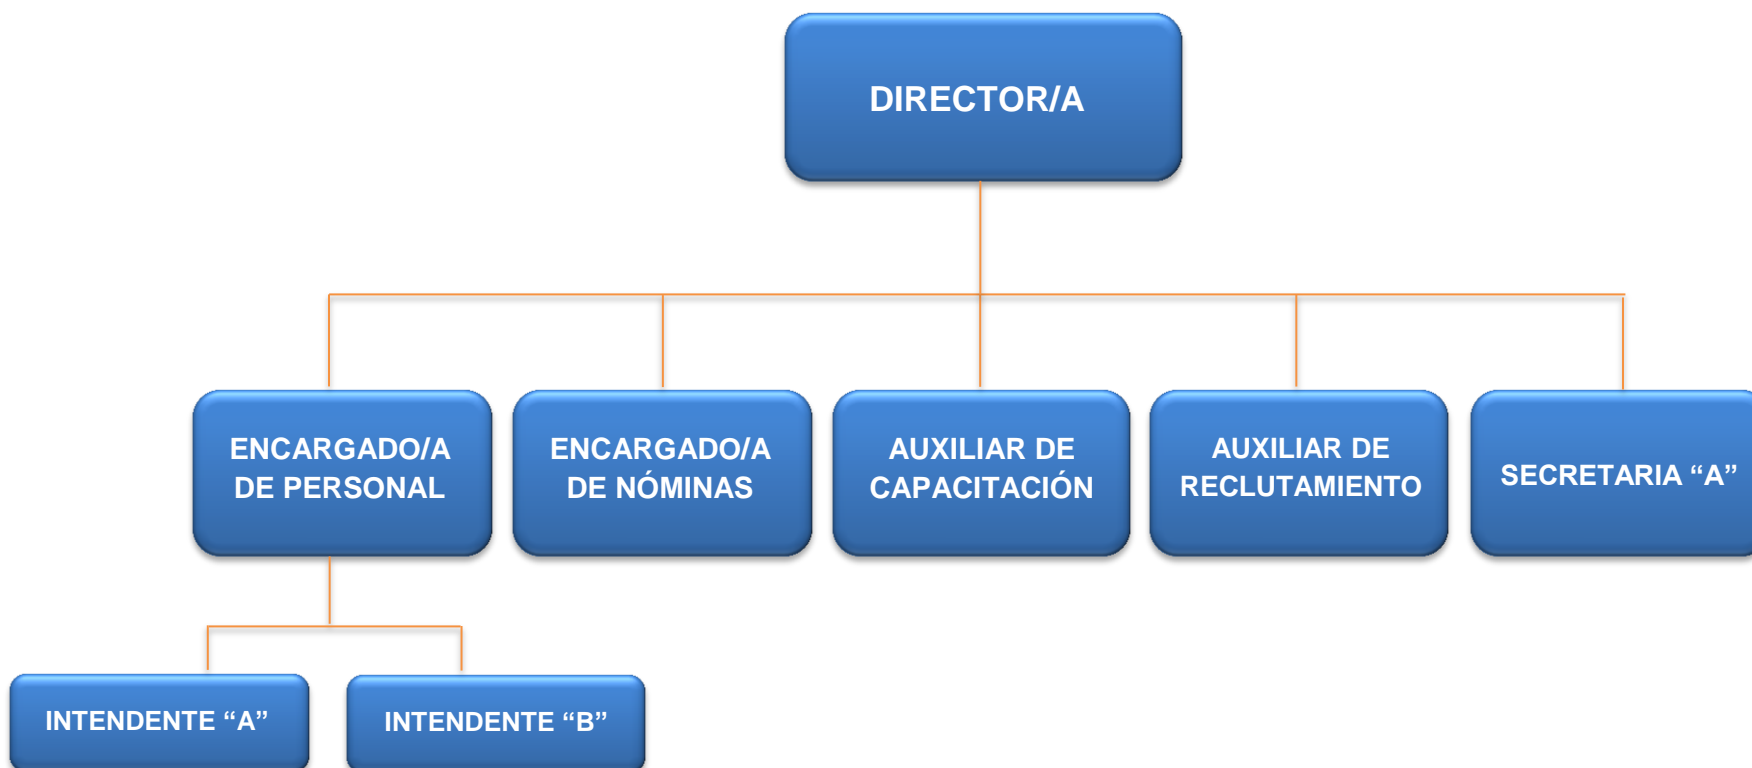 DIRECTOR/A
ENCARGADO/A
DE PERSONAL
ENCARGADO/A
DE NÓMINAS
AUXILIAR DE
CAPACITACIÓN
AUXILIAR DE
RECLUTAMIENTO
SECRETARIA “A”
INTENDENTE “A”
INTENDENTE “B”